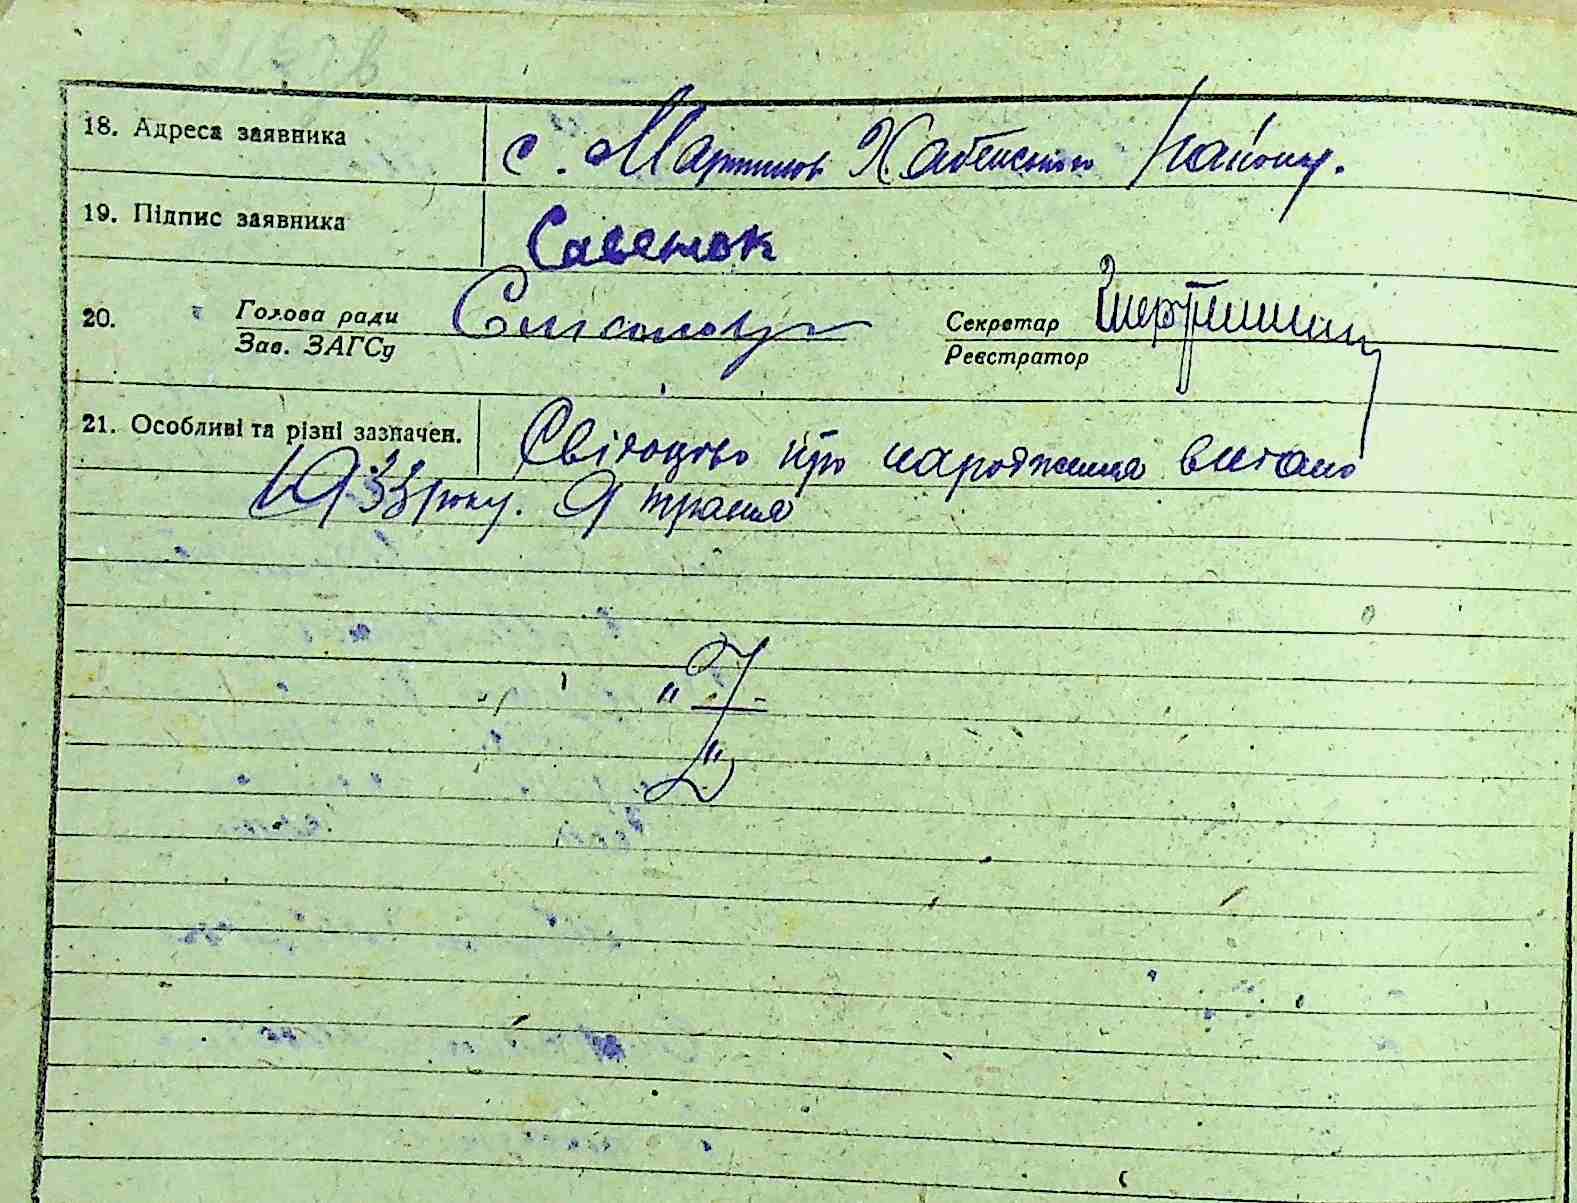 18. Адреса заявника с. Мартинов Хабенського району.
19. Підпис заявника Савенок
20. Голова ради Секретар
Зав. ЗАГСу Реєстратор
21. Особливі та різні зазначен. Свідоцтво про народження видано
1933 року. 9 травня